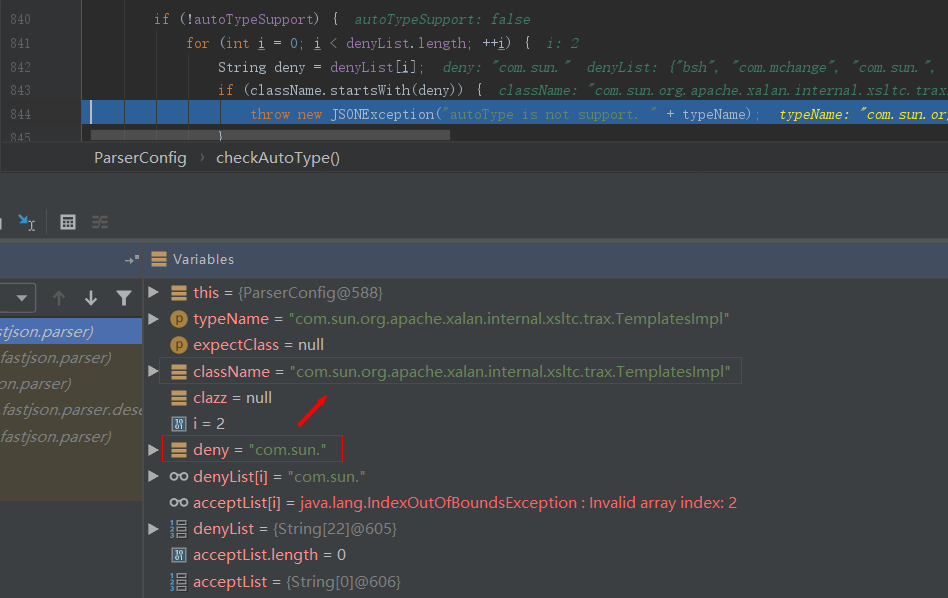 840 if (!autoTypeSupport) { autoTypeSupport: false
841 for (int i = 0; i < denyList.length; ++i) { i: 2
842 String deny = denyList[i]; deny: "com.sun." denyList: {"bsh", "com.mchange", "com.sun.",
843 if (className.startsWith(deny)) { className: "com.sun.org.apache.xalan.internal.xsltc.trax
844 throw new JSONException("autoType is not support. " + typeName); typeName: "com.sun.or
845 }
ParserConfig › checkAutoType()
Variables
this = {ParserConfig@588}
typeName = "com.sun.org.apache.xalan.internal.xsltc.trax.TemplatesImpl"
stjson.parser)
expectClass = null
fastjson.parser)
className = "com.sun.org.apache.xalan.internal.xsltc.trax.TemplatesImpl"
on.parser)
clazz = null
.fastjson.parser.dese
i = 2
fastjson.parser)
deny = "com.sun."
denyList[i] = "com.sun."
acceptList[i] = java.lang.IndexOutOfBoundsException : Invalid array index: 2
denyList = {String[22]@605}
acceptList.length = 0
acceptList = {String[0]@606}